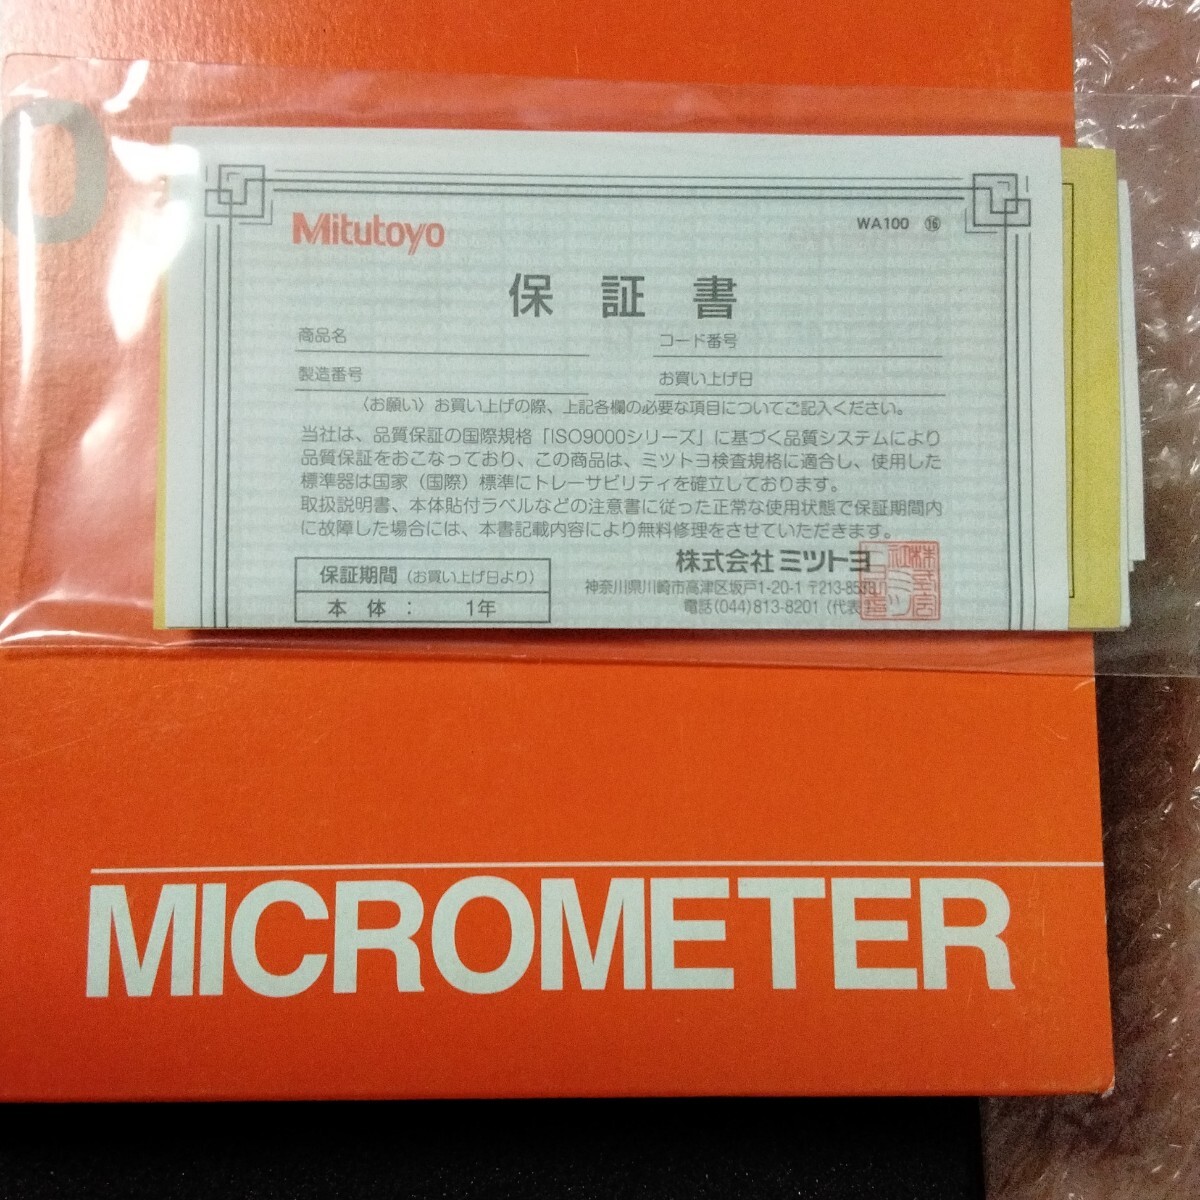 O
Mitutoyo
WA100 ⑯
保証書
商品名
コード番号
製造番号
お買い上げ日
〈お願い〉お買い上げの際、上記各欄の必要な項目についてご記入ください。
当社は、品質保証の国際規格「ISO9000シリーズ」に基づく品質システムにより
品質保証をおこなっており、この商品は、ミツトヨ検査規格に適合し、使用した
標準器は国家（国際）標準にトレーサビリティを確立しております。
取扱説明書、本体貼付ラベルなどの注意書に従った正常な使用状態で保証期間内
に故障した場合には、本書記載内容により無料修理をさせていただきます。
株式会社 ミツトヨ
神奈川県川崎市高津区坂戸1-20-1 〒213-8533
電話(044)813-8201 (代表)
保証期間（お買い上げ日より）
本体： 1年
MICROMETER